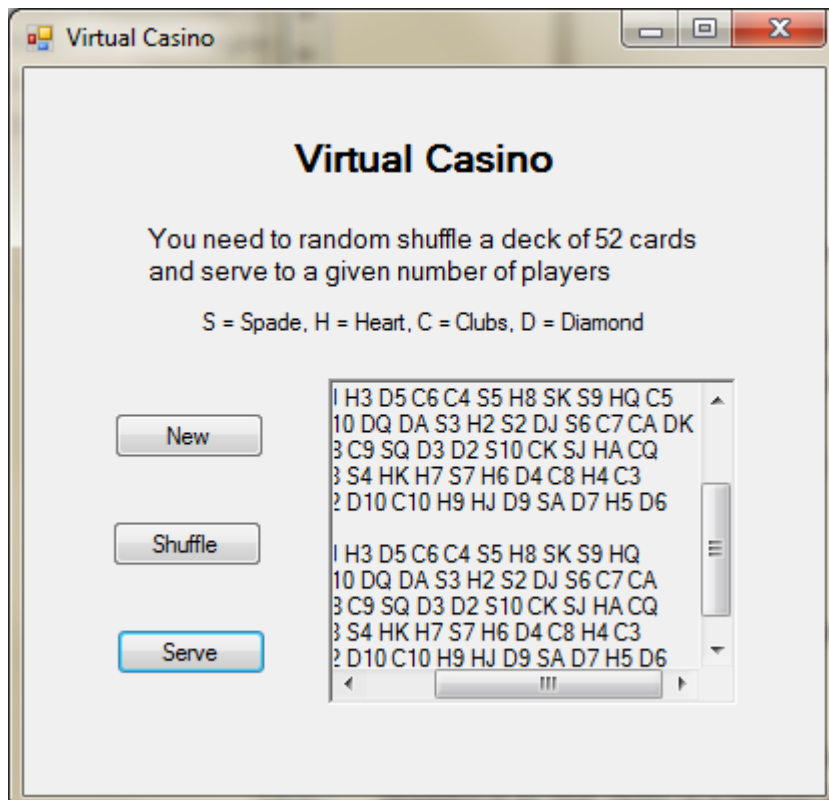 Virtual Casino
Virtual Casino
You need to random shuffle a deck of 52 cards
and serve to a given number of players
S = Spade, H = Heart, C = Clubs, D = Diamond
New
Shuffle
Serve
H3 D5 C6 C4 S5 H8 SK S9 HQ C5
10 DQ DA S3 H2 S2 DJ S6 C7 CA DK
C9 SQ D3 D2 S10 CK SJ HA CQ
S4 HK H7 S7 H6 D4 C8 H4 C3
D10 C10 H9 HJ D9 SA D7 H5 D6
H3 D5 C6 C4 S5 H8 SK S9 HQ
10 DQ DA S3 H2 S2 DJ S6 C7 CA
C9 SQ D3 D2 S10 CK SJ HA CQ
S4 HK H7 S7 H6 D4 C8 H4 C3
D10 C10 H9 HJ D9 SA D7 H5 D6